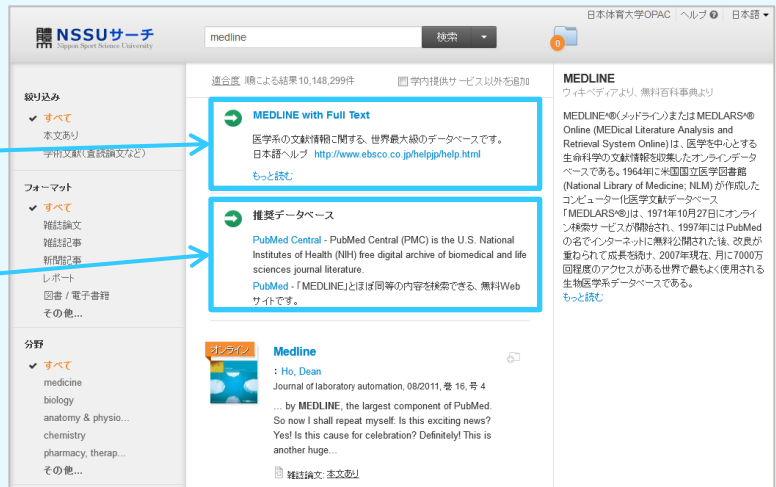 日本体育大学OPAC ヘルプ 日本語
體 NSSUサーチ
Nippon Sport Science University
medline
検索
0
絞り込み
すべて
本文あり
学術文献(査読論文など)
フォーマット
すべて
雑誌論文
雑誌記事
新聞記事
レポート
図書 / 電子書籍
その他...
分野
すべて
medicine
biology
anatomy & physio...
chemistry
pharmacy, therap...
その他...
適合度 順による結果10,148,299件
学内提供サービス以外を追加
MEDLINE with Full Text
医学系の文献情報に関する、世界最大級のデータベースです。
日本語ヘルプ http://www.ebsco.co.jp/helpjp/help.html
もっと読む
推奨データベース
PubMed Central - PubMed Central (PMC) is the U.S. National
Institutes of Health (NIH) free digital archive of biomedical and life
sciences journal literature.
PubMed - 「MEDLINE」とほぼ同等の内容を検索できる、無料Web
サイトです。
オンライン
Medline
: Ho, Dean
Journal of laboratory automation, 08/2011, 巻 16, 号 4
... by MEDLINE, the largest component of PubMed.
So now I shall repeat myself: Is this exciting news?
Yes! Is this cause for celebration? Definitely! This is
another huge...
雑誌論文: 本文あり
MEDLINE
ウィキペディアより、無料百科事典より
MEDLINE^®(メッドライン)または MEDLARS^®
Online (MEDical Literature Analysis and
Retrieval System Online)は、医学を中心とする
生命科学の文献情報を収集したオンラインデータ
ベースである。1964年に米国国立医学図書館
(National Library of Medicine; NLM) が作成した
コンピューター化医学文献データベース
「MEDLARS^®」は、1971年10月27日にオンライ
ン検索サービスが開始され、1997年には PubMed
の名でインターネットに無料公開された後、改良が
重ねられて成長を続け、2007年現在、月に7000万
回程度のアクセスがある世界で最もよく使用される
生物医学系データベースである。
もっと読む